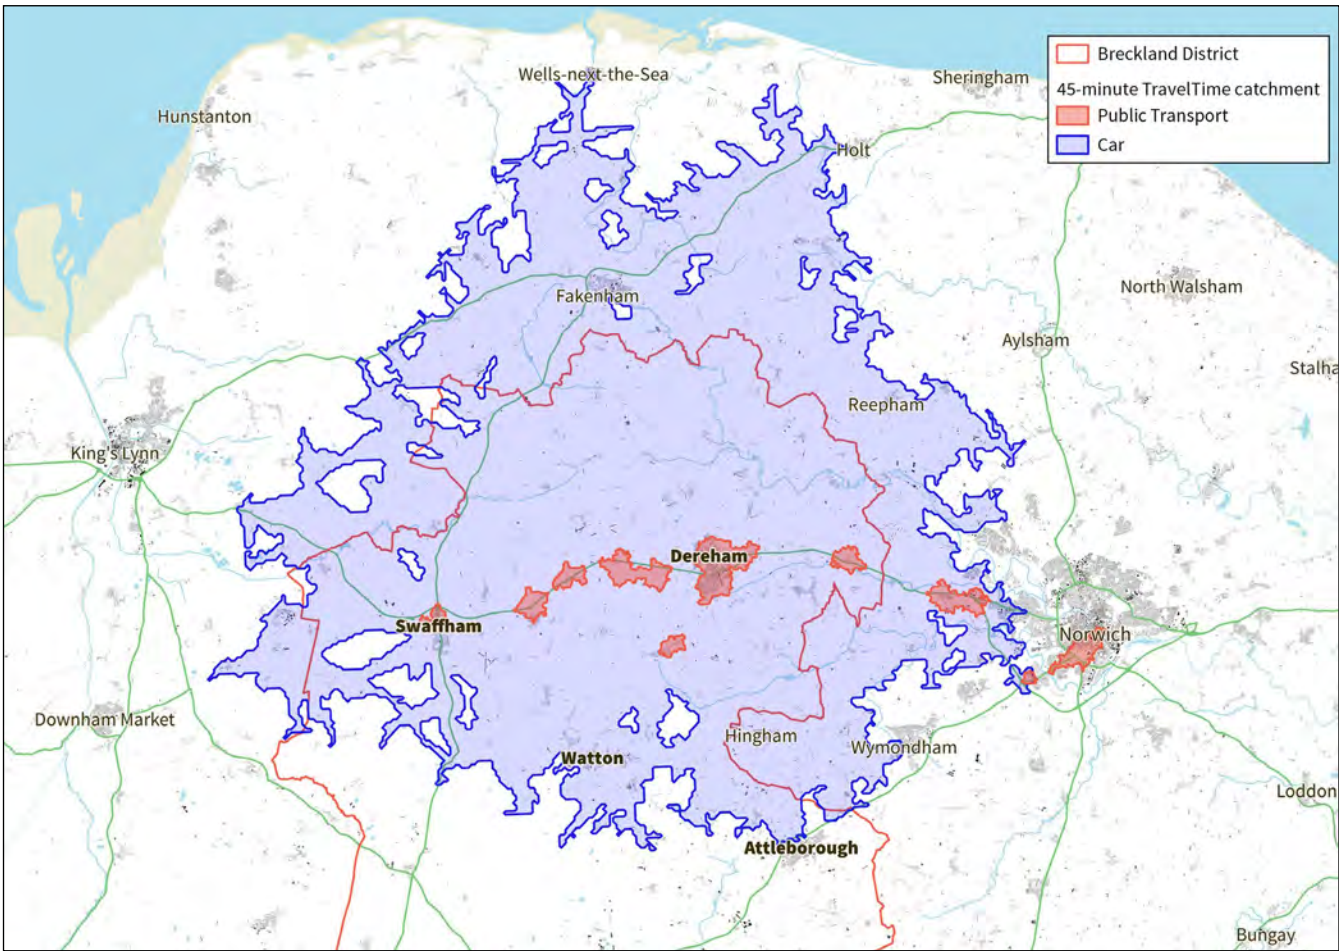 Breckland District
45-minute TravelTime catchment
Public Transport
Car
Wells-next-the-Sea
Sheringham
Hunstanton
Holt
North Walsham
Fakenham
Aylsham
Stalha
Reepham
King's Lynn
Dereham
Swaffham
Norwich
Downham Market
Hingham
Wymondham
Watton
Loddon
Attleborough
Bungay